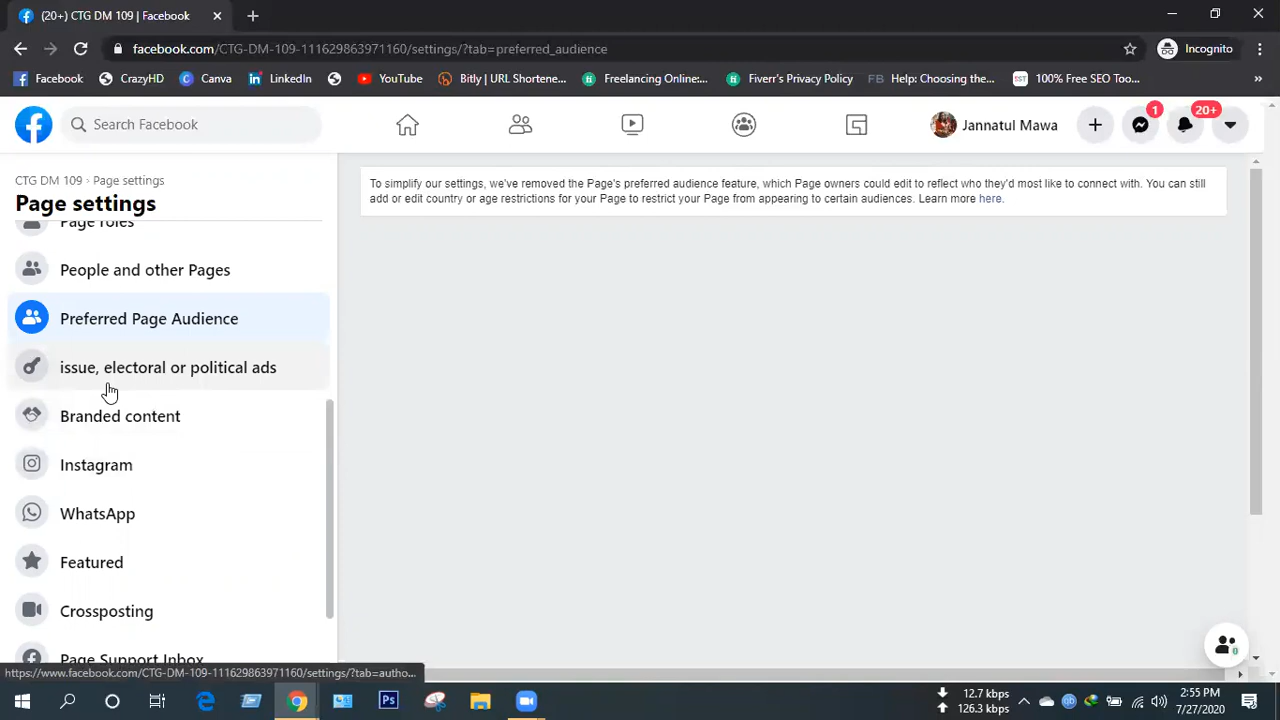 (20+) CTG DM 109 | Facebook
facebook.com/CTG-DM-109-111629863971160/settings/?tab=preferred_audience
Incognito
Facebook
CrazyHD
Canva
LinkedIn
YouTube
Bitly | URL Shortene...
Freelancing Online:...
Fiverr's Privacy Policy
FB
Help: Choosing the...
SST
100% Free SEO Too...
»
Search Facebook
Jannatul Mawa
1
20+
CTG DM 109 › Page settings
Page settings
Page roles
People and other Pages
Preferred Page Audience
issue, electoral or political ads
Branded content
Instagram
WhatsApp
Featured
Crossposting
Page Support Inbox
To simplify our settings, we've removed the Page's preferred audience feature, which Page owners could edit to reflect who they'd most like to connect with. You can still
add or edit country or age restrictions for your Page to restrict your Page from appearing to certain audiences. Learn more here.
0
https://www.facebook.com/CTG-DM-109-111629863971160/settings/?tab=autho...
Ps
12.7 kbps
126.3 kbps
2:55 PM
7/27/2020